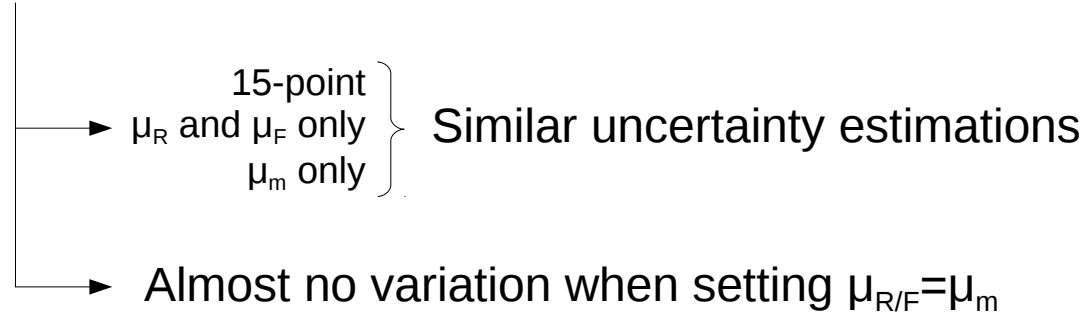 15-point
μR and μF only
μm only
Similar uncertainty estimations
Almost no variation when setting μR/F=μm